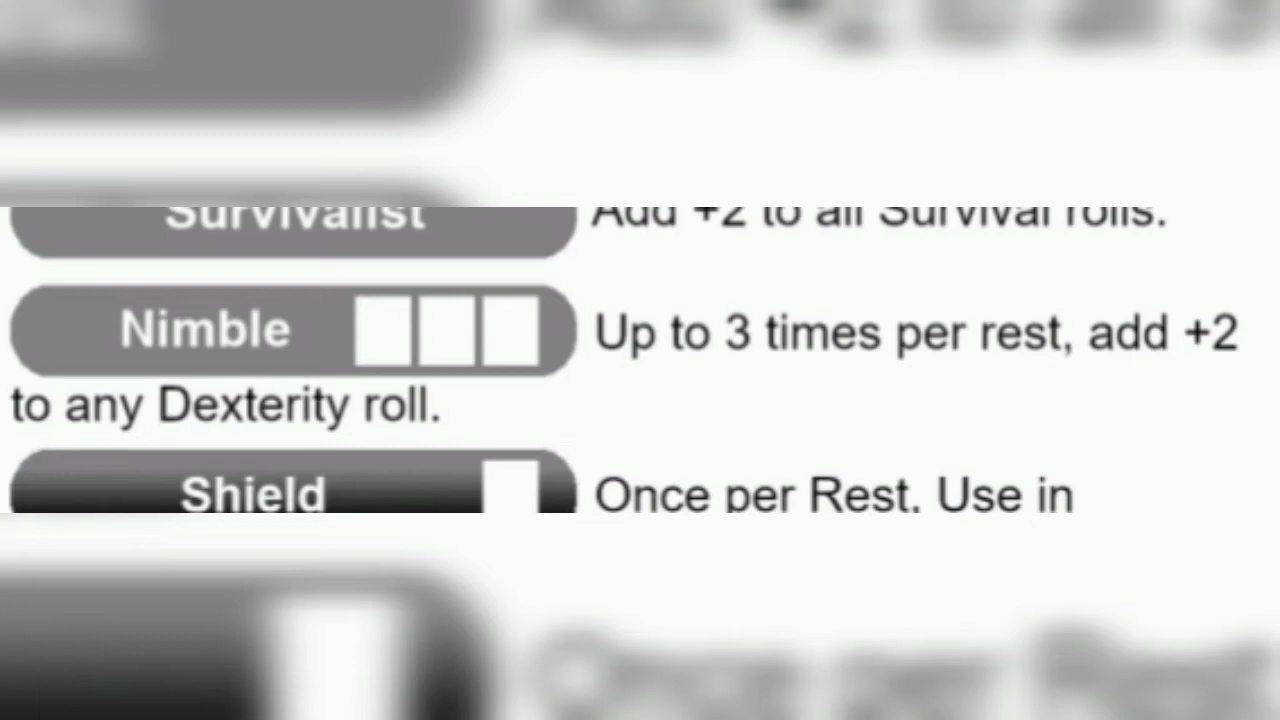 Survivalist Add +2 to all Survival rolls.
Nimble Up to 3 times per rest, add +2
to any Dexterity roll.
Shield Once per Rest. Use in